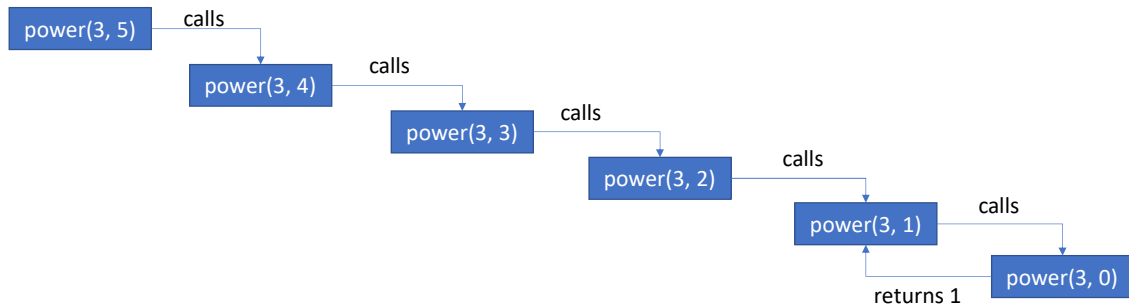 power(3, 5)
calls
power(3, 4)
calls
power(3, 3)
calls
power(3, 2)
calls
power(3, 1)
calls
power(3, 0)
returns 1